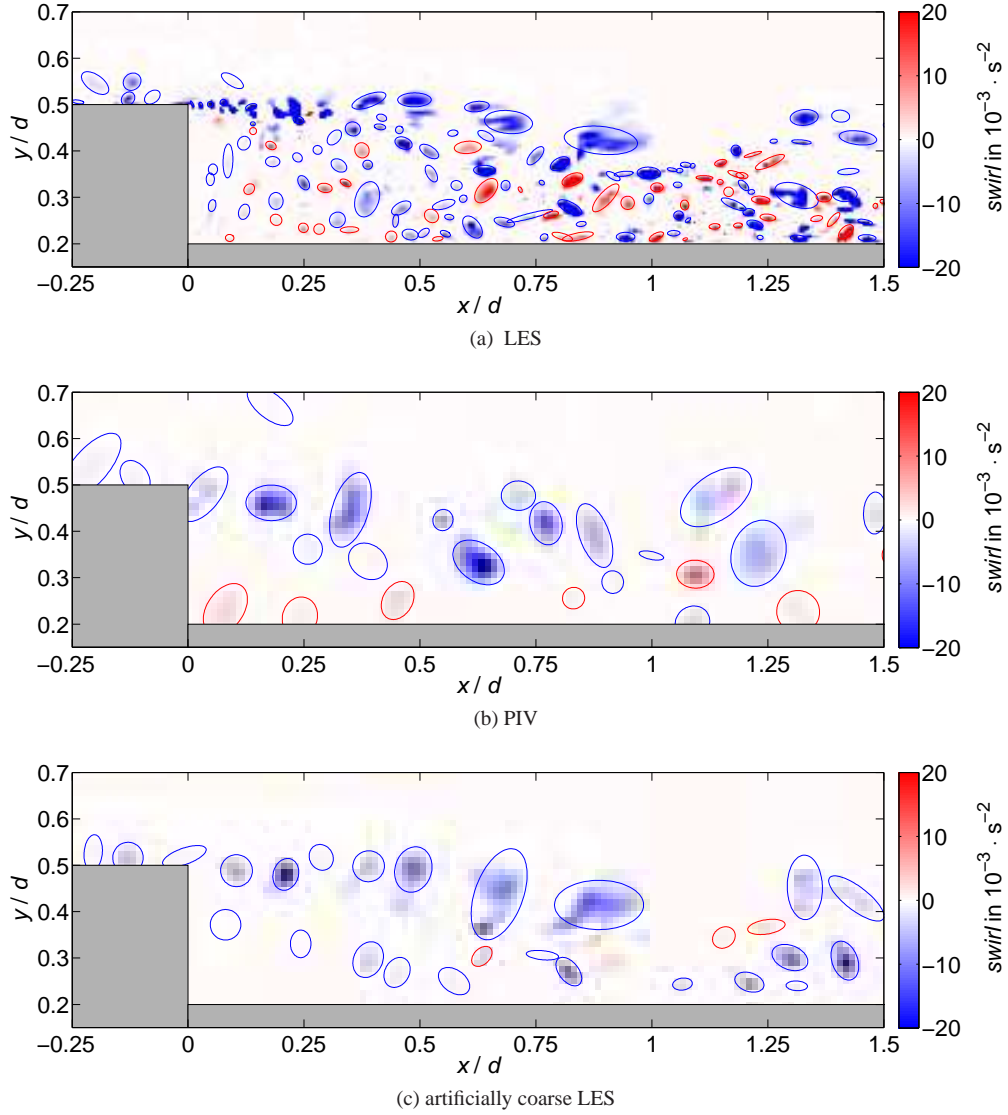 0.7
0.6
0.5
0.4
0.3
0.2
y / d
−0.25 0 0.25 0.5 0.75 1 1.25 1.5
x / d
20
10
0
−10
−20
swirl in 10⁻³ · s⁻²
(a) LES
0.7
0.6
0.5
0.4
0.3
0.2
y / d
−0.25 0 0.25 0.5 0.75 1 1.25 1.5
x / d
20
10
0
−10
−20
swirl in 10⁻³ · s⁻²
(b) PIV
0.7
0.6
0.5
0.4
0.3
0.2
y / d
−0.25 0 0.25 0.5 0.75 1 1.25 1.5
x / d
20
10
0
−10
−20
swirl in 10⁻³ · s⁻²
(c) artificially coarse LES